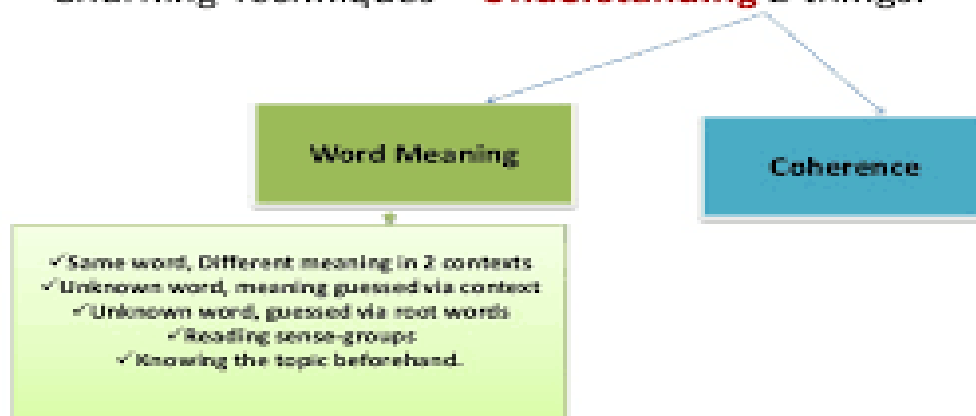 Learning Techniques Understanding 2 things:
Word Meaning
Coherence
✓Same word, Different meaning in 2 contexts
✓Unknown word, meaning guessed via context
✓Unknown word, guessed via root words
✓Reading sense-groups
✓Knowing the topic beforehand.